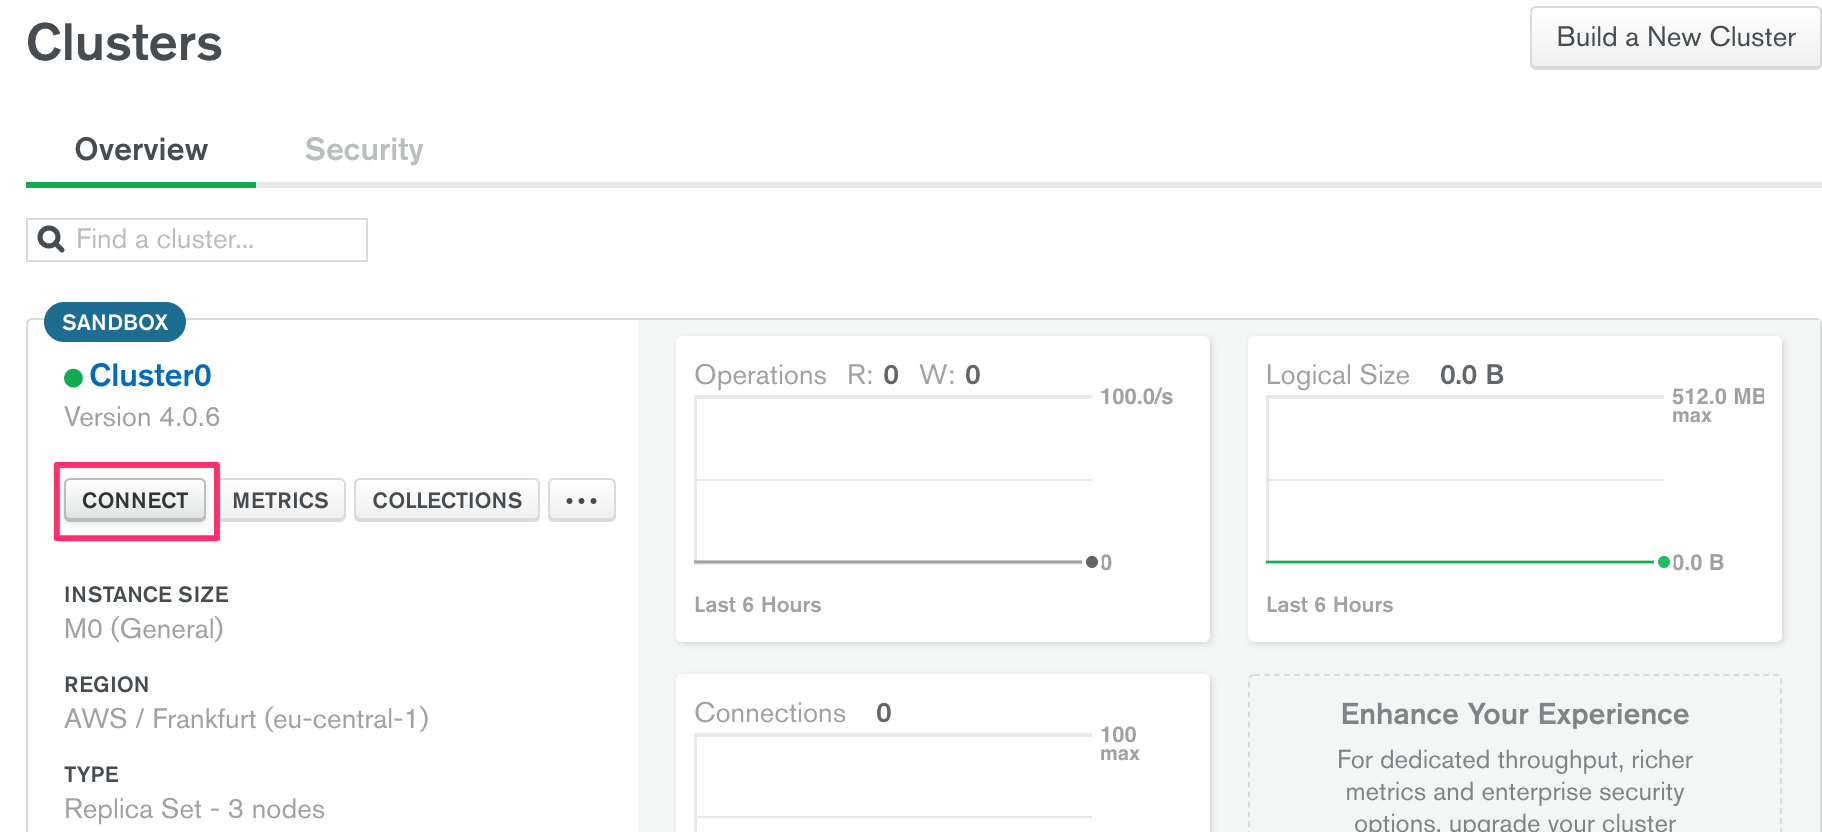 Clusters
Build a New Cluster
Overview
Security
Find a cluster...
SANDBOX
Cluster0
Version 4.0.6
CONNECT
METRICS
COLLECTIONS
...
INSTANCE SIZE
M0 (General)
REGION
AWS / Frankfurt (eu-central-1)
TYPE
Replica Set - 3 nodes
Operations R: 0 W: 0
100.0/s
0
Last 6 Hours
Logical Size 0.0 B
512.0 MB
max
0.0 B
Last 6 Hours
Connections 0
100
max
Enhance Your Experience
For dedicated throughput, richer
metrics and enterprise security
options, upgrade your cluster